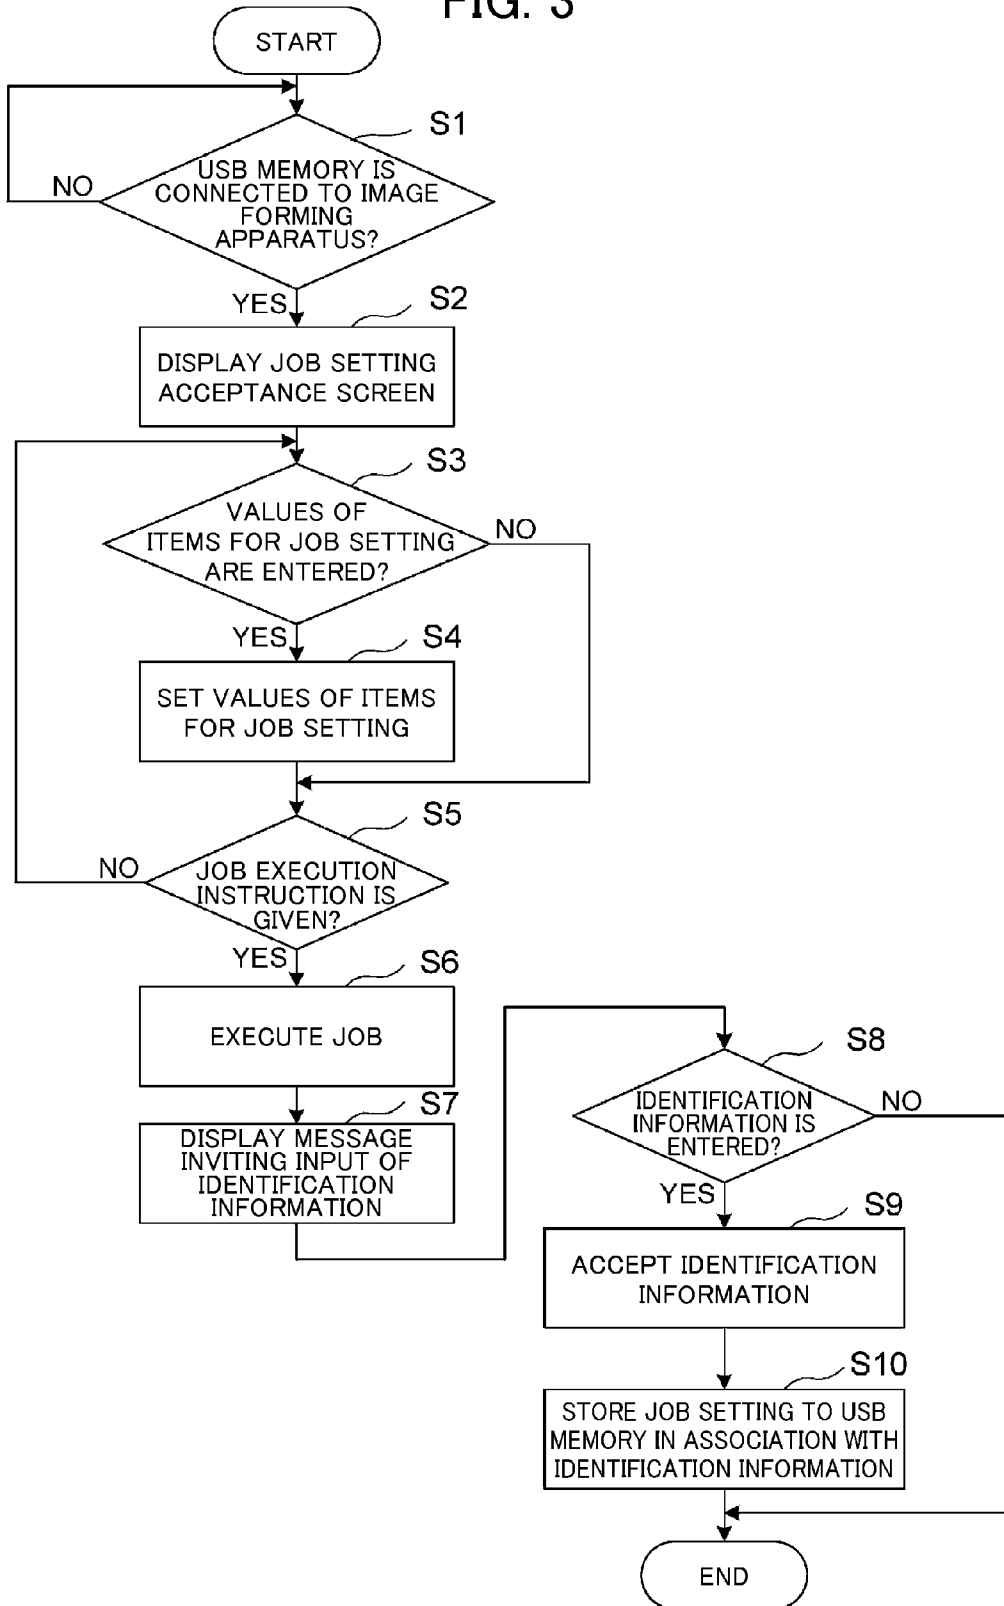 FIG. 3
START
S1
USB MEMORY IS
CONNECTED TO IMAGE
FORMING
APPARATUS?
NO
YES
S2
DISPLAY JOB SETTING
ACCEPTANCE SCREEN
S3
VALUES OF
ITEMS FOR JOB SETTING
ARE ENTERED?
NO
YES
S4
SET VALUES OF ITEMS
FOR JOB SETTING
S5
JOB EXECUTION
INSTRUCTION IS
GIVEN?
NO
YES
S6
EXECUTE JOB
S7
DISPLAY MESSAGE
INVITING INPUT OF
IDENTIFICATION
INFORMATION
S8
IDENTIFICATION
INFORMATION IS
ENTERED?
NO
YES
S9
ACCEPT IDENTIFICATION
INFORMATION
S10
STORE JOB SETTING TO USB
MEMORY IN ASSOCIATION WITH
IDENTIFICATION INFORMATION
END